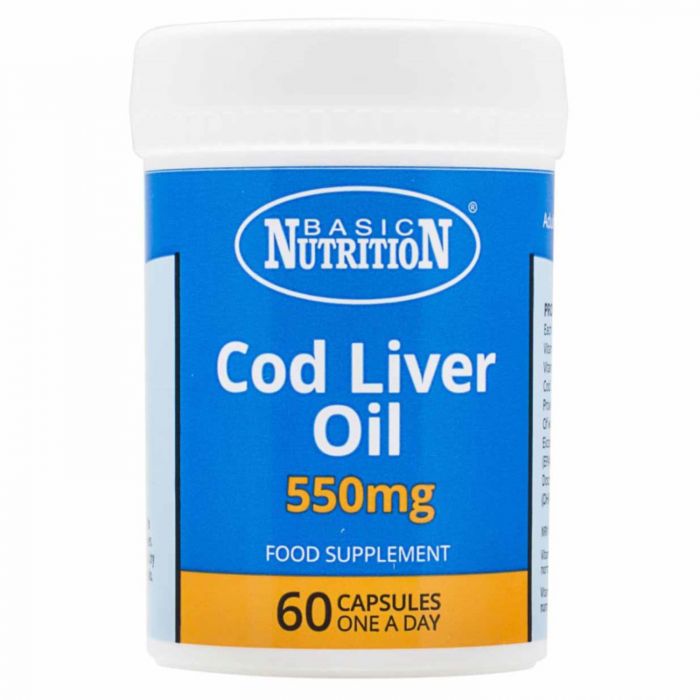 BASIC
NUTRITION®
Cod Liver
Oil
550mg
FOOD SUPPLEMENT
60 CAPSULES
ONE A DAY